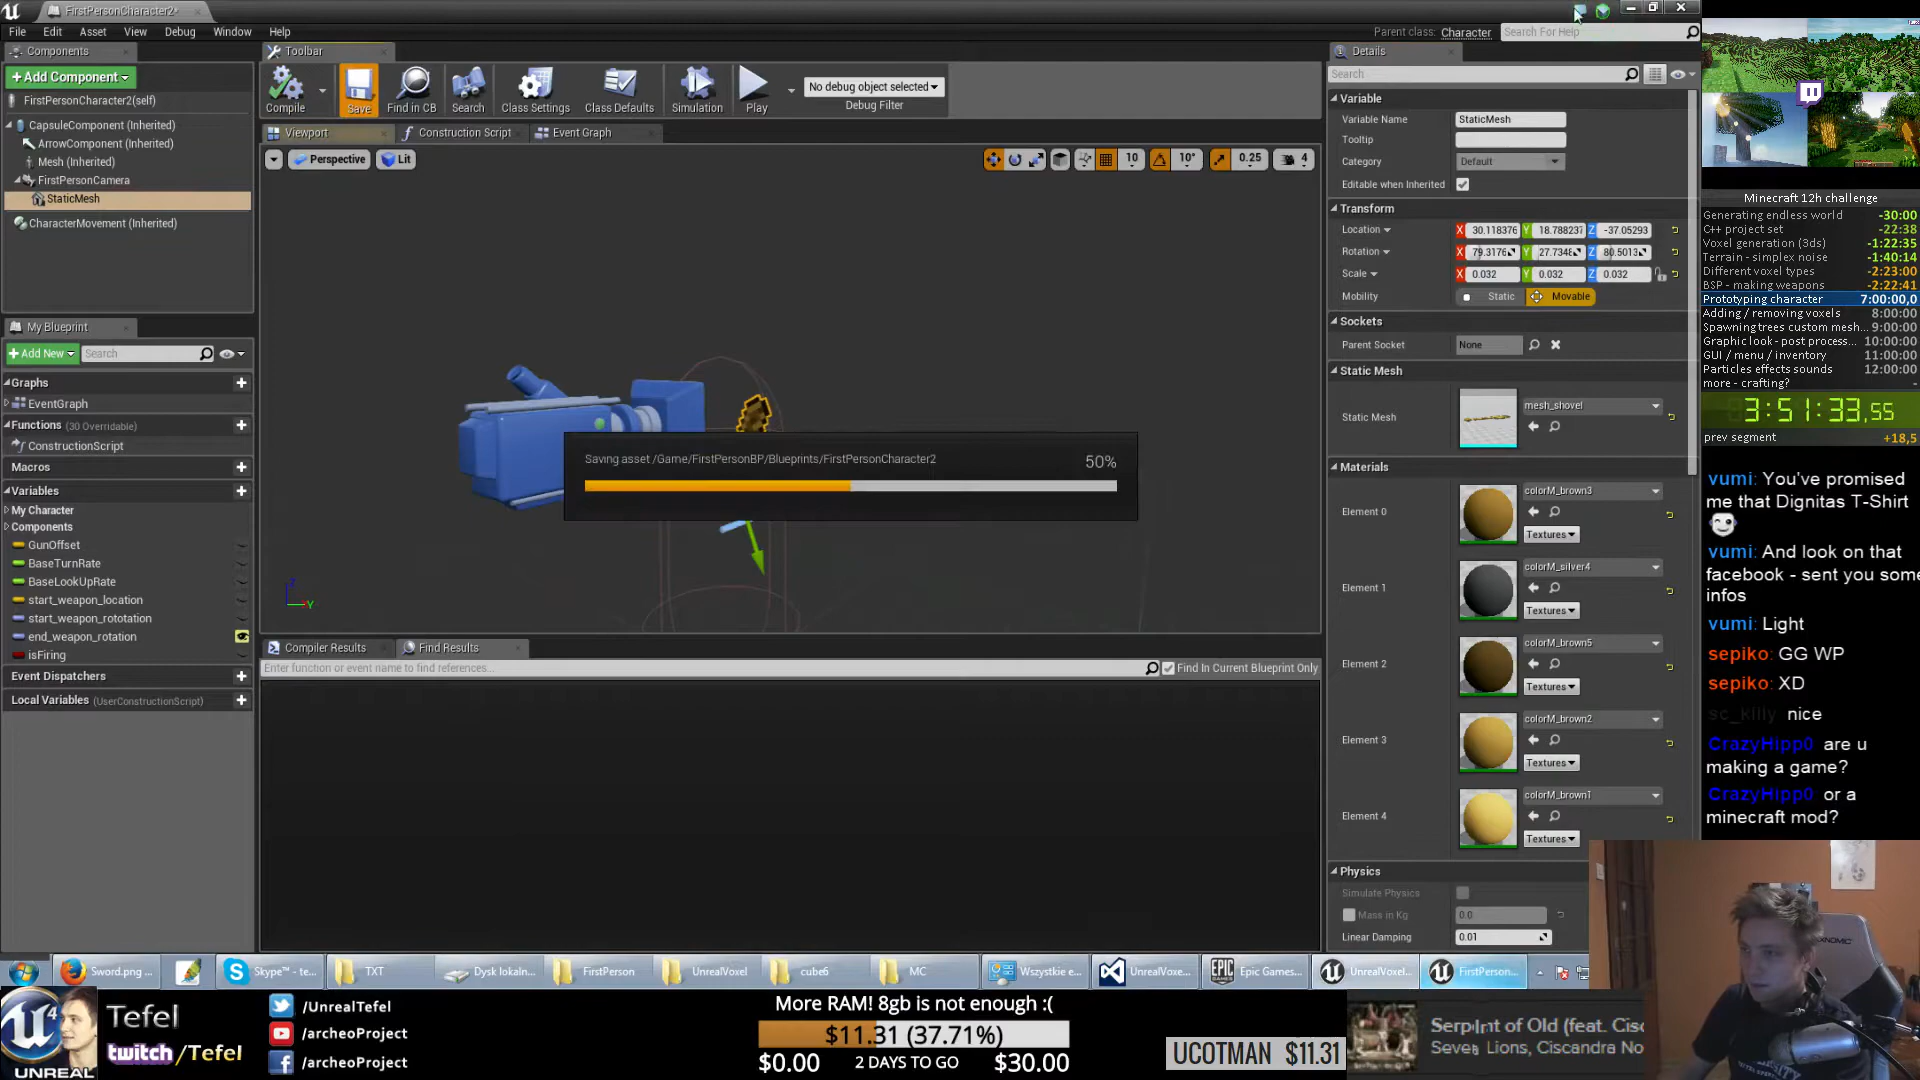 FirstPersonCharacter2*
File Edit Asset View Debug Window Help
Parent class: Character
Search For Help
Components
+Add Component
FirstPersonCharacter2(self)
CapsuleComponent (Inherited)
ArrowComponent (Inherited)
Mesh (Inherited)
FirstPersonCamera
StaticMesh
CharacterMovement (Inherited)
My Blueprint
+Add New
Search
Graphs
EventGraph
Functions (30 Overridable)
ConstructionScript
Macros
Variables
My Character
Components
GunOffset
BaseTurnRate
BaseLookUpRate
start_weapon_location
start_weapon_rototation
end_weapon_rotation
isFiring
Event Dispatchers
Local Variables (UserConstructionScript)
Toolbar
Compile
Save
Find in CB
Search
Class Settings
Class Defaults
Simulation
Play
No debug object selected
Debug Filter
Viewport
Construction Script
Event Graph
Perspective
Lit
10
10°
0.25
4
Saving asset /Game/FirstPersonBP/Blueprints/FirstPersonCharacter2
50%
Z
Y
Compiler Results
Find Results
Enter function or event name to find references...
Find In Current Blueprint Only
Details
Search
Variable
Variable Name StaticMesh
Tooltip
Category Default
Editable when Inherited
Transform
Location X 30.118376 Y 18.788237 Z -37.05293
Rotation X 79.3176 Y 27.7348 Z 80.5013
Scale X 0.032 Y 0.032 Z 0.032
Mobility Static Movable
Sockets
Parent Socket None
Static Mesh
Static Mesh mesh_shovel
Materials
Element 0 colorM_brown3
Textures
Element 1 colorM_silver4
Textures
Element 2 colorM_brown5
Textures
Element 3 colorM_brown2
Textures
Element 4 colorM_brown1
Textures
Physics
Simulate Physics
Mass in Kg 0.0
Linear Damping 0.01
Minecraft 12h challenge
Generating endless world -30:00
C++ project set -22:38
Voxel generation (3ds) -1:22:35
Terrain - simplex noise -1:40:14
Different voxel types -2:23:00
BSP - making weapons -2:22:41
Prototyping character 7:00:00,0
Adding / removing voxels 8:00:00
Spawning trees custom mesh... 9:00:00
Graphic look - post process... 10:00:00
GUI / menu / inventory 11:00:00
Particles effects sounds 12:00:00
more - crafting? -
3:51:33,55
prev segment +18,5
vumi: You've promised
me that Dignitas T-Shirt
vumi: And look on that
facebook - sent you some
infos
vumi: Light
sepiko: GG WP
sepiko: XD
sc_killy nice
CrazyHipp0 are u
making a game?
CrazyHipp0 or a
minecraft mod?
Sword.png ...
Skype™ - te...
TXT
Dysk lokaln...
FirstPerson
UnrealVoxel
cube6
MC
Wszystkie e...
UnrealVoxe...
Epic Games...
UnrealVoxel...
FirstPerson...
4
UNREAL
Tefel
twitch/Tefel
/UnrealTefel
/archeoProject
/archeoProject
More RAM! 8gb is not enough :(
$11.31 (37.71%)
$0.00 2 DAYS TO GO $30.00
UCOTMAN $11.31
Serpent of Old (feat. Cisc
Seven Lions, Ciscandra No